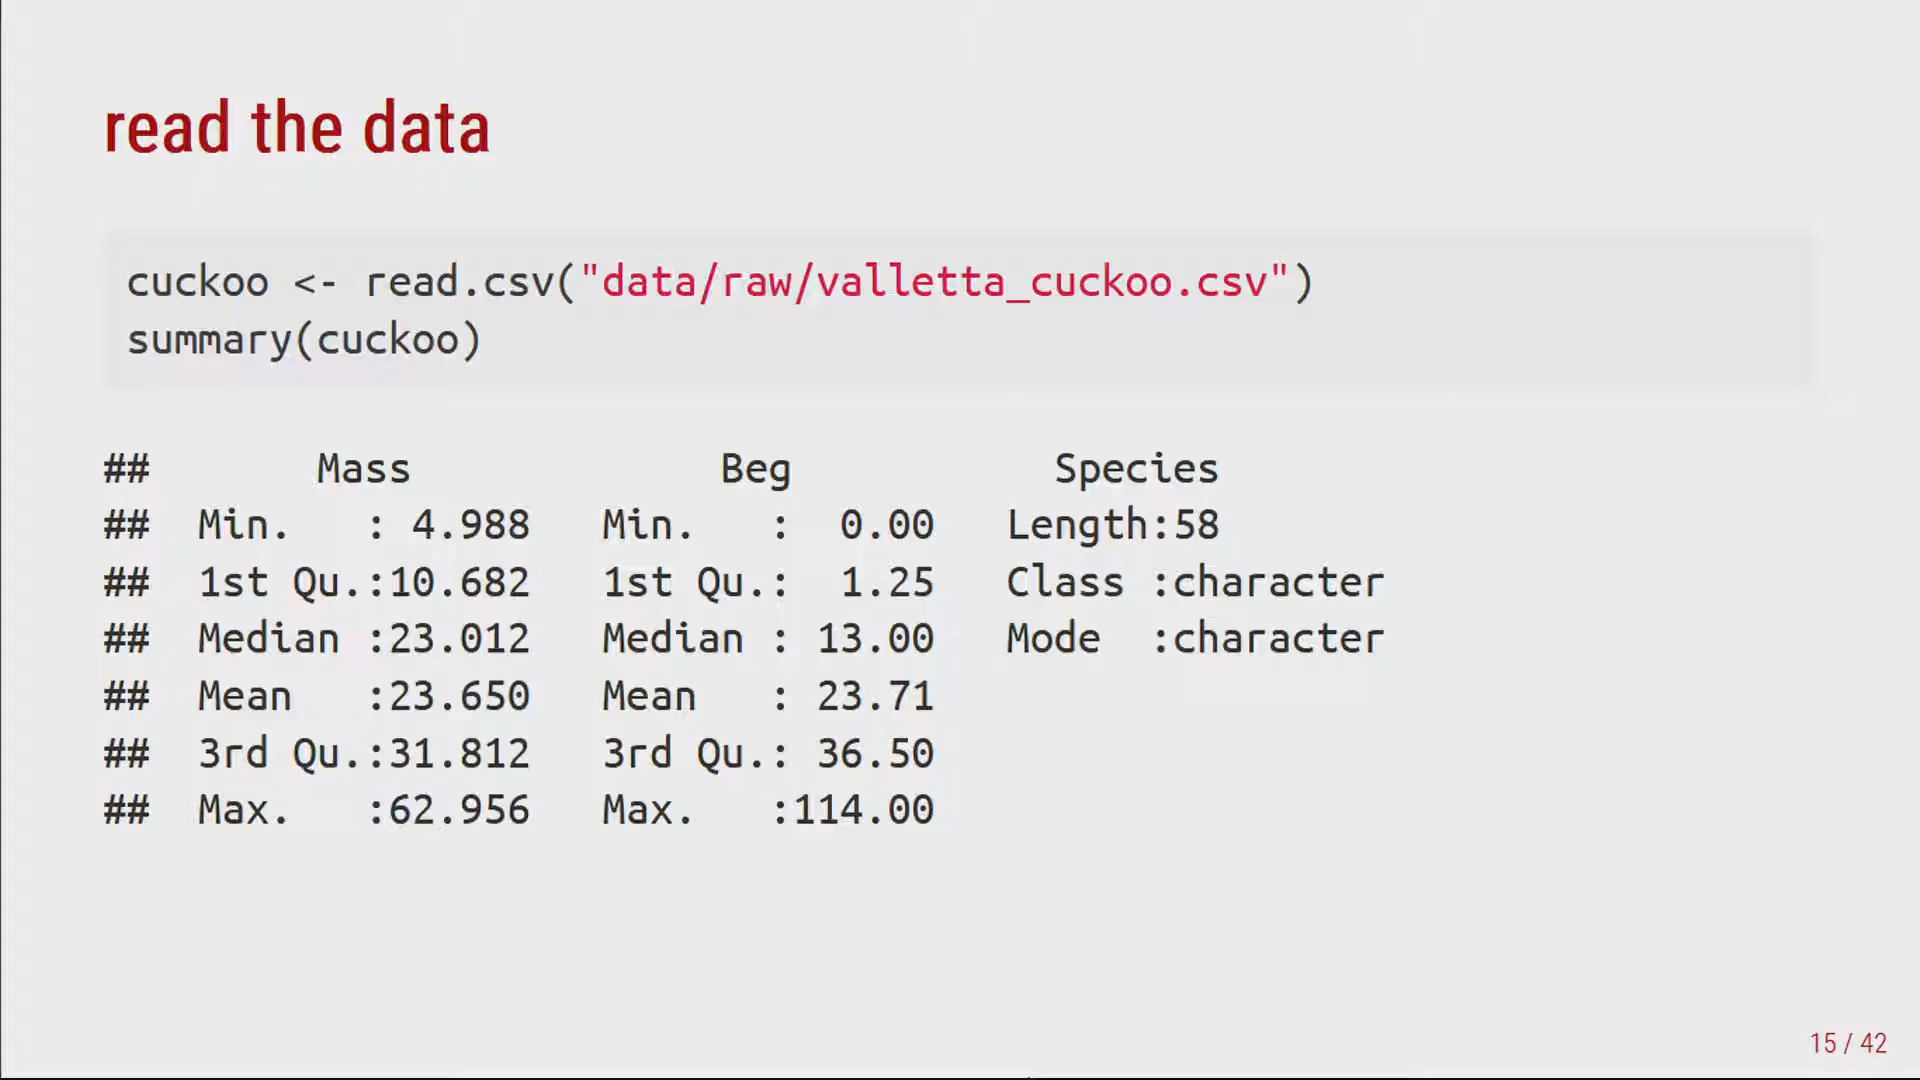 read the data
cuckoo <- read.csv("data/raw/valletta_cuckoo.csv")
summary(cuckoo)
##       Mass             Beg           Species
##  Min.   : 4.988   Min.   :  0.00   Length:58
##  1st Qu.:10.682   1st Qu.:  1.25   Class :character
##  Median :23.012   Median : 13.00   Mode  :character
##  Mean   :23.650   Mean   : 23.71
##  3rd Qu.:31.812   3rd Qu.: 36.50
##  Max.   :62.956   Max.   :114.00
15 / 42